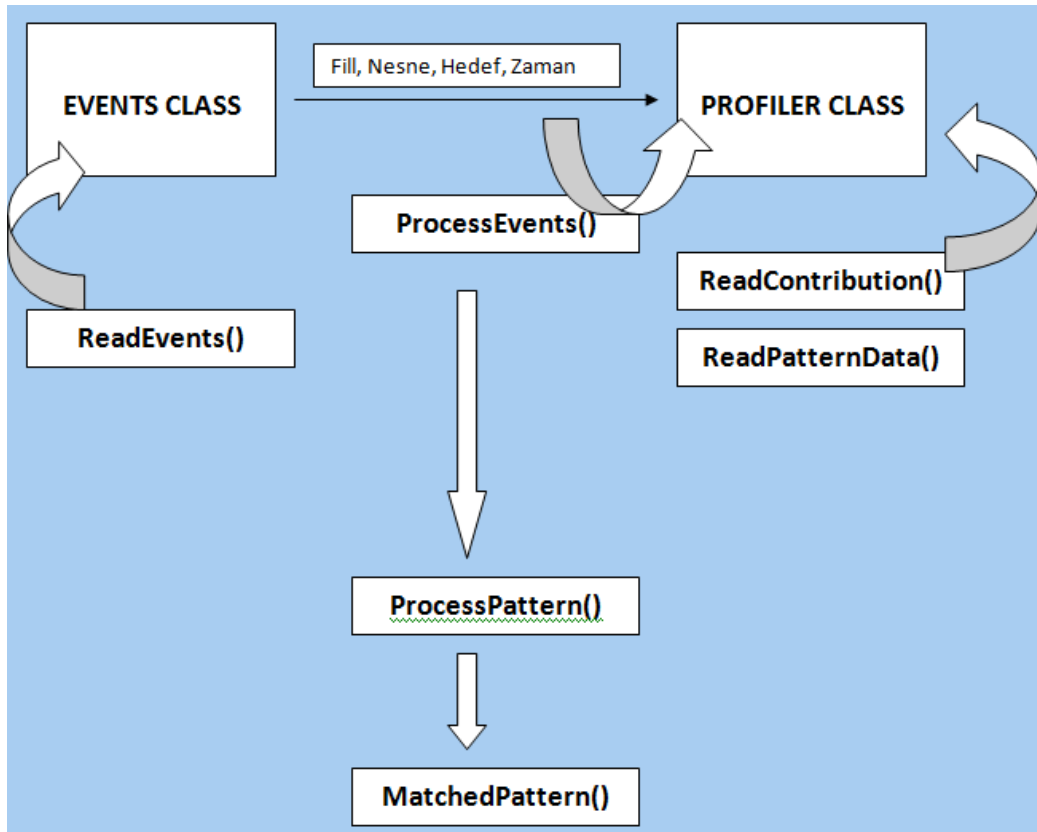 EVENTS CLASS
Fill, Nesne, Hedef, Zaman
PROFILER CLASS
ProcessEvents()
ReadContribution()
ReadEvents()
ReadPatternData()
ProcessPattern()
MatchedPattern()